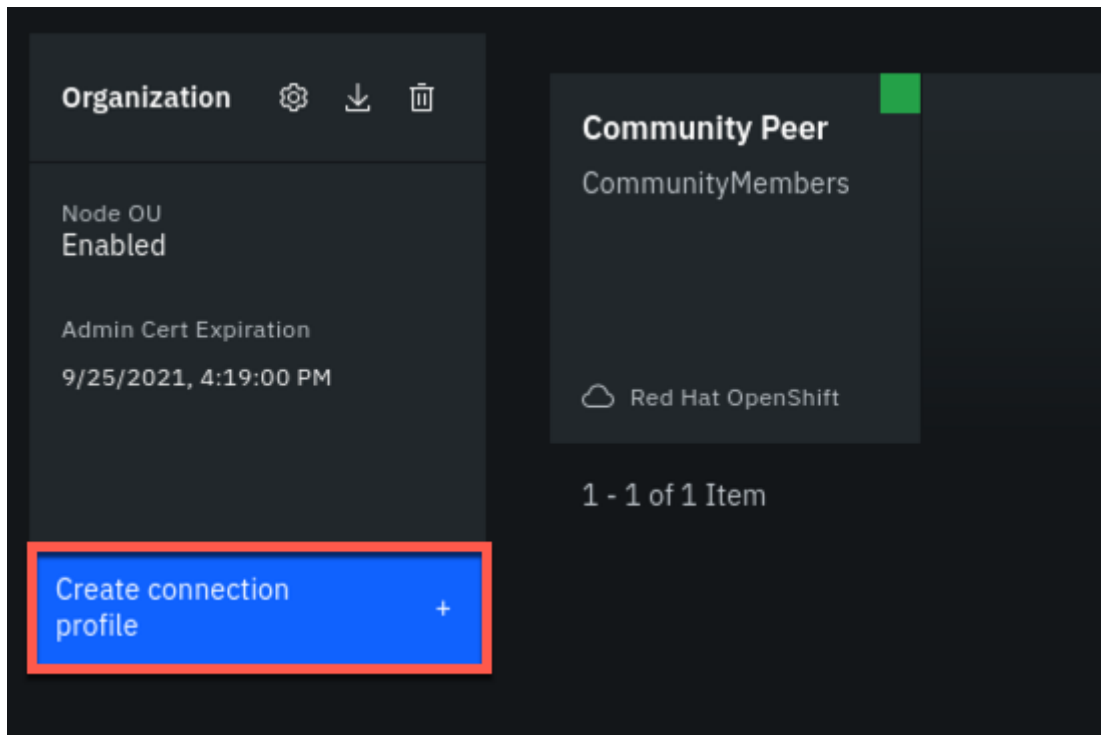 Organization
Node OU
Enabled
Admin Cert Expiration
9/25/2021, 4:19:00 PM
Create connection
profile
+
Community Peer
CommunityMembers
Red Hat OpenShift
1 - 1 of 1 Item